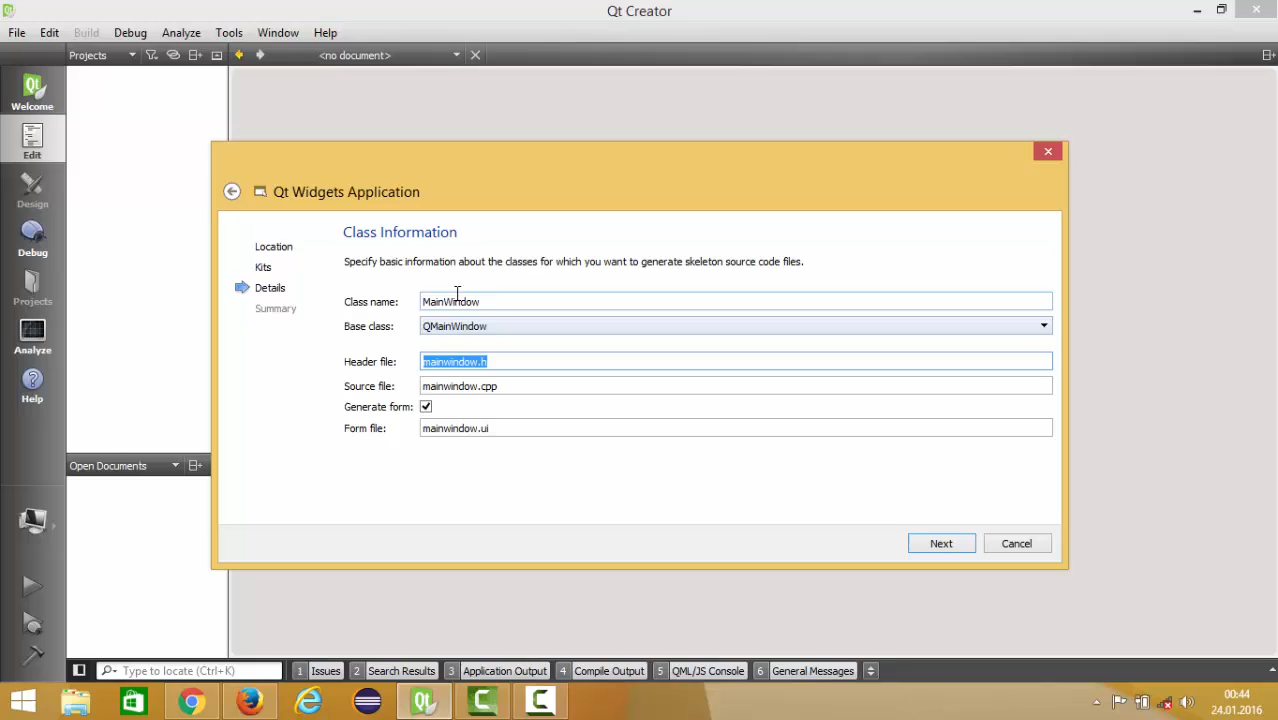 Qt Creator
File Edit Build Debug Analyze Tools Window Help
Projects <no document>
Welcome
Edit
Design
Debug
Projects
Analyze
Help
Qt Widgets Application
Location
Kits
Details
Summary
Class Information
Specify basic information about the classes for which you want to generate skeleton source code files.
Class name: MainWindow
Base class: QMainWindow
Header file: mainwindow.h
Source file: mainwindow.cpp
Generate form:
Form file: mainwindow.ui
Next Cancel
Open Documents
Type to locate (Ctrl+K) 1 Issues 2 Search Results 3 Application Output 4 Compile Output 5 QML/JS Console 6 General Messages
00:44
24.01.2016